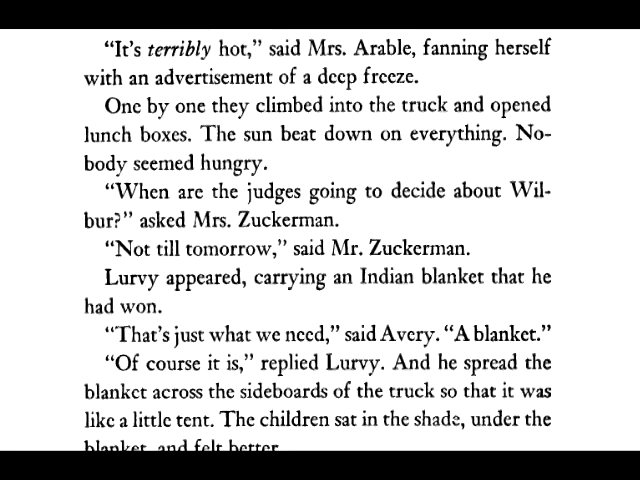 “It’s terribly hot,” said Mrs. Arable, fanning herself
with an advertisement of a deep freeze.
One by one they climbed into the truck and opened
lunch boxes. The sun beat down on everything. No-
body seemed hungry.
“When are the judges going to decide about Wil-
bur?” asked Mrs. Zuckerman.
“Not till tomorrow,” said Mr. Zuckerman.
Lurvy appeared, carrying an Indian blanket that he
had won.
“That’s just what we need,” said Avery. “A blanket.”
“Of course it is,” replied Lurvy. And he spread the
blanket across the sideboards of the truck so that it was
like a little tent. The children sat in the shade, under the
blanket, and felt better.